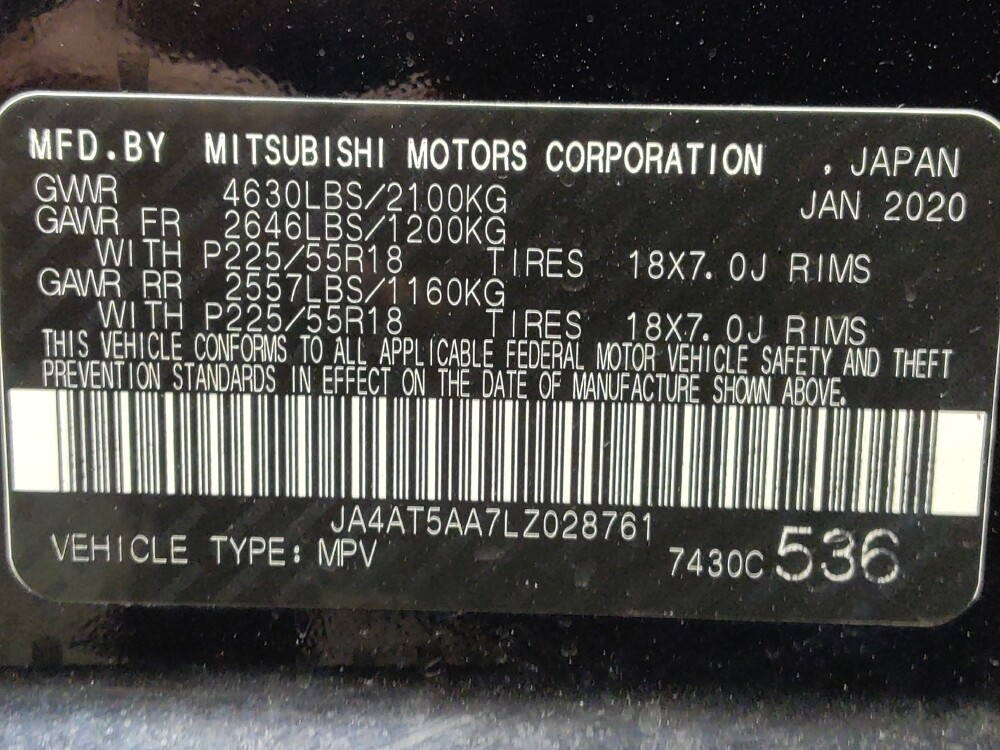 MFD.BY MITSUBISHI MOTORS CORPORATION , JAPAN
GVWR 4630LBS/2100KG JAN 2020
GAWR FR 2646LBS/1200KG
WITH P225/55R18 TIRES 18X7.0J RIMS
GAWR RR 2557LBS/1160KG
WITH P225/55R18 TIRES 18X7.0J RIMS
THIS VEHICLE CONFORMS TO ALL APPLICABLE FEDERAL MOTOR VEHICLE SAFETY AND THEFT
PREVENTION STANDARDS IN EFFECT ON THE DATE OF MANUFACTURE SHOWN ABOVE.
JA4AT5AA7LZ028761
VEHICLE TYPE: MPV 7430C 536